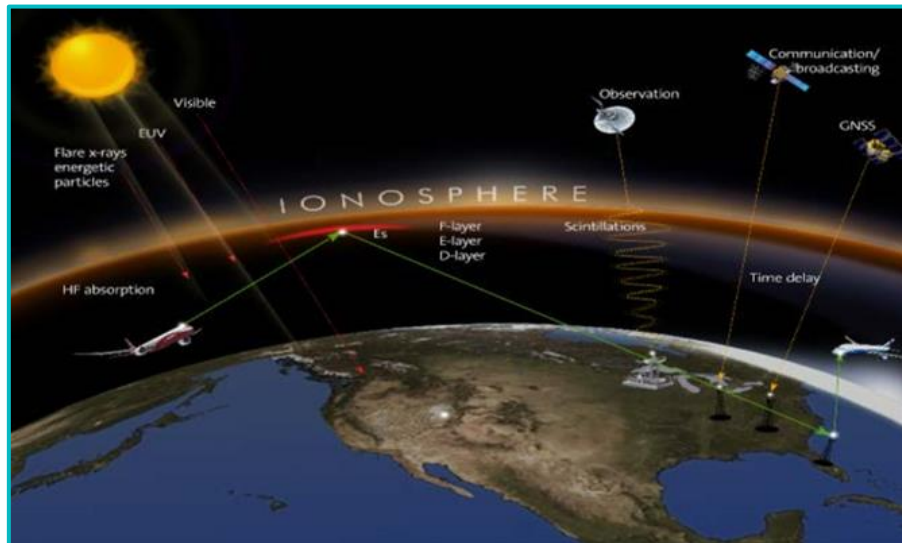 Communication/
broadcasting
Observation
Visible
EUV
GNSS
Flare x-rays
energetic
particles
IONOSPHERE
F-layer
Es
E-layer
D-layer
Scintillations
Time delay
HF absorption